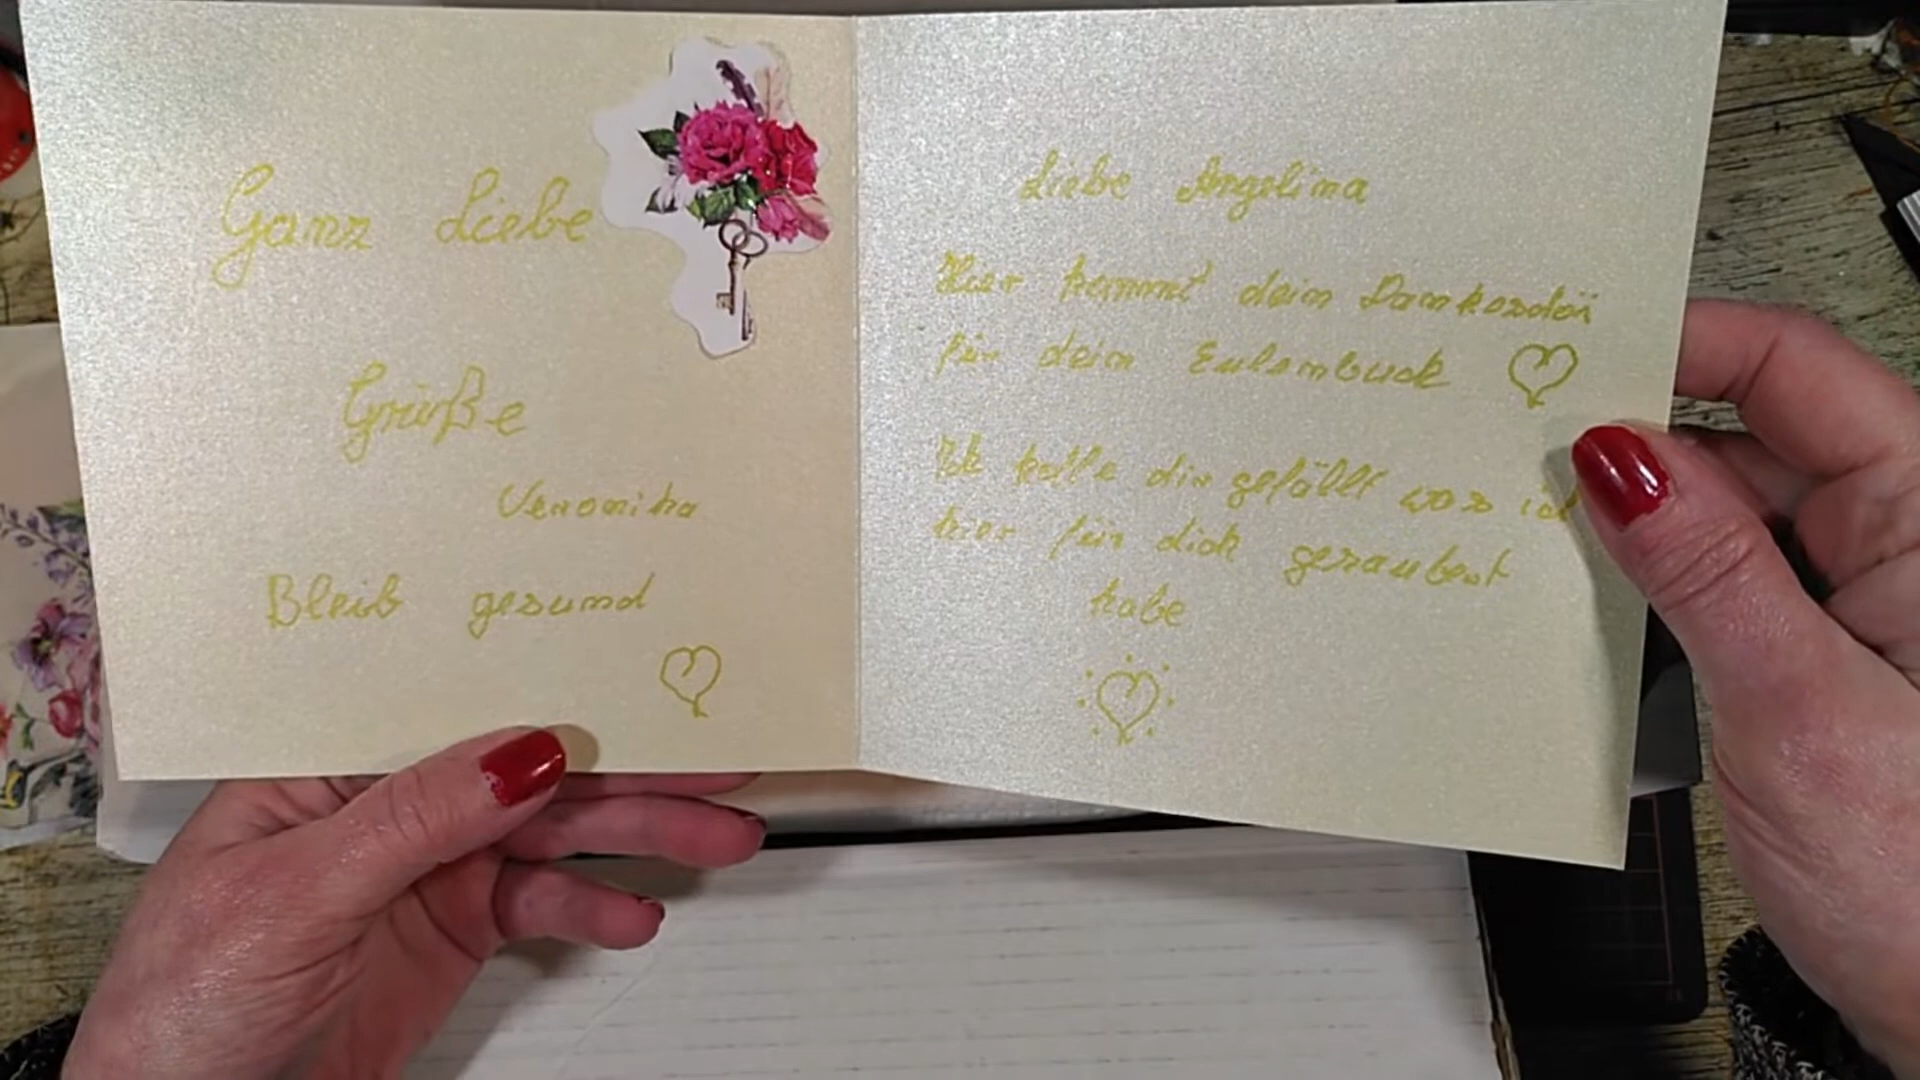 Ganz Liebe
Grüße
Veronika
Bleib gesund
Liebe Angelina
Hier kommt dein
für dein Eulenbuch
Ich hoffe dir gefällt was ich
hier für dich gezaubert
habe